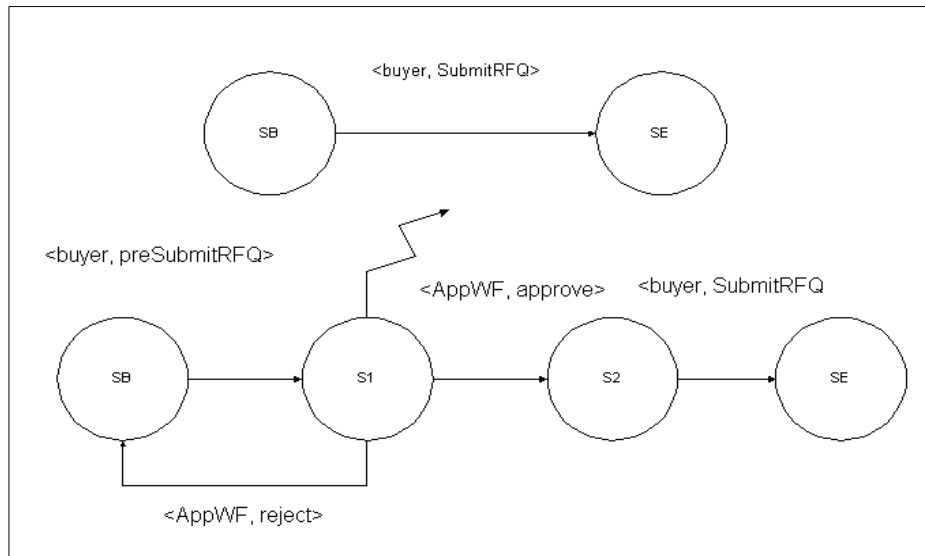 <buyer, SubmitRFQ>
SB
SE
<buyer, preSubmitRFQ>
<AppWF, approve>
<buyer, SubmitRFQ
SB
S1
S2
SE
<AppWF, reject>